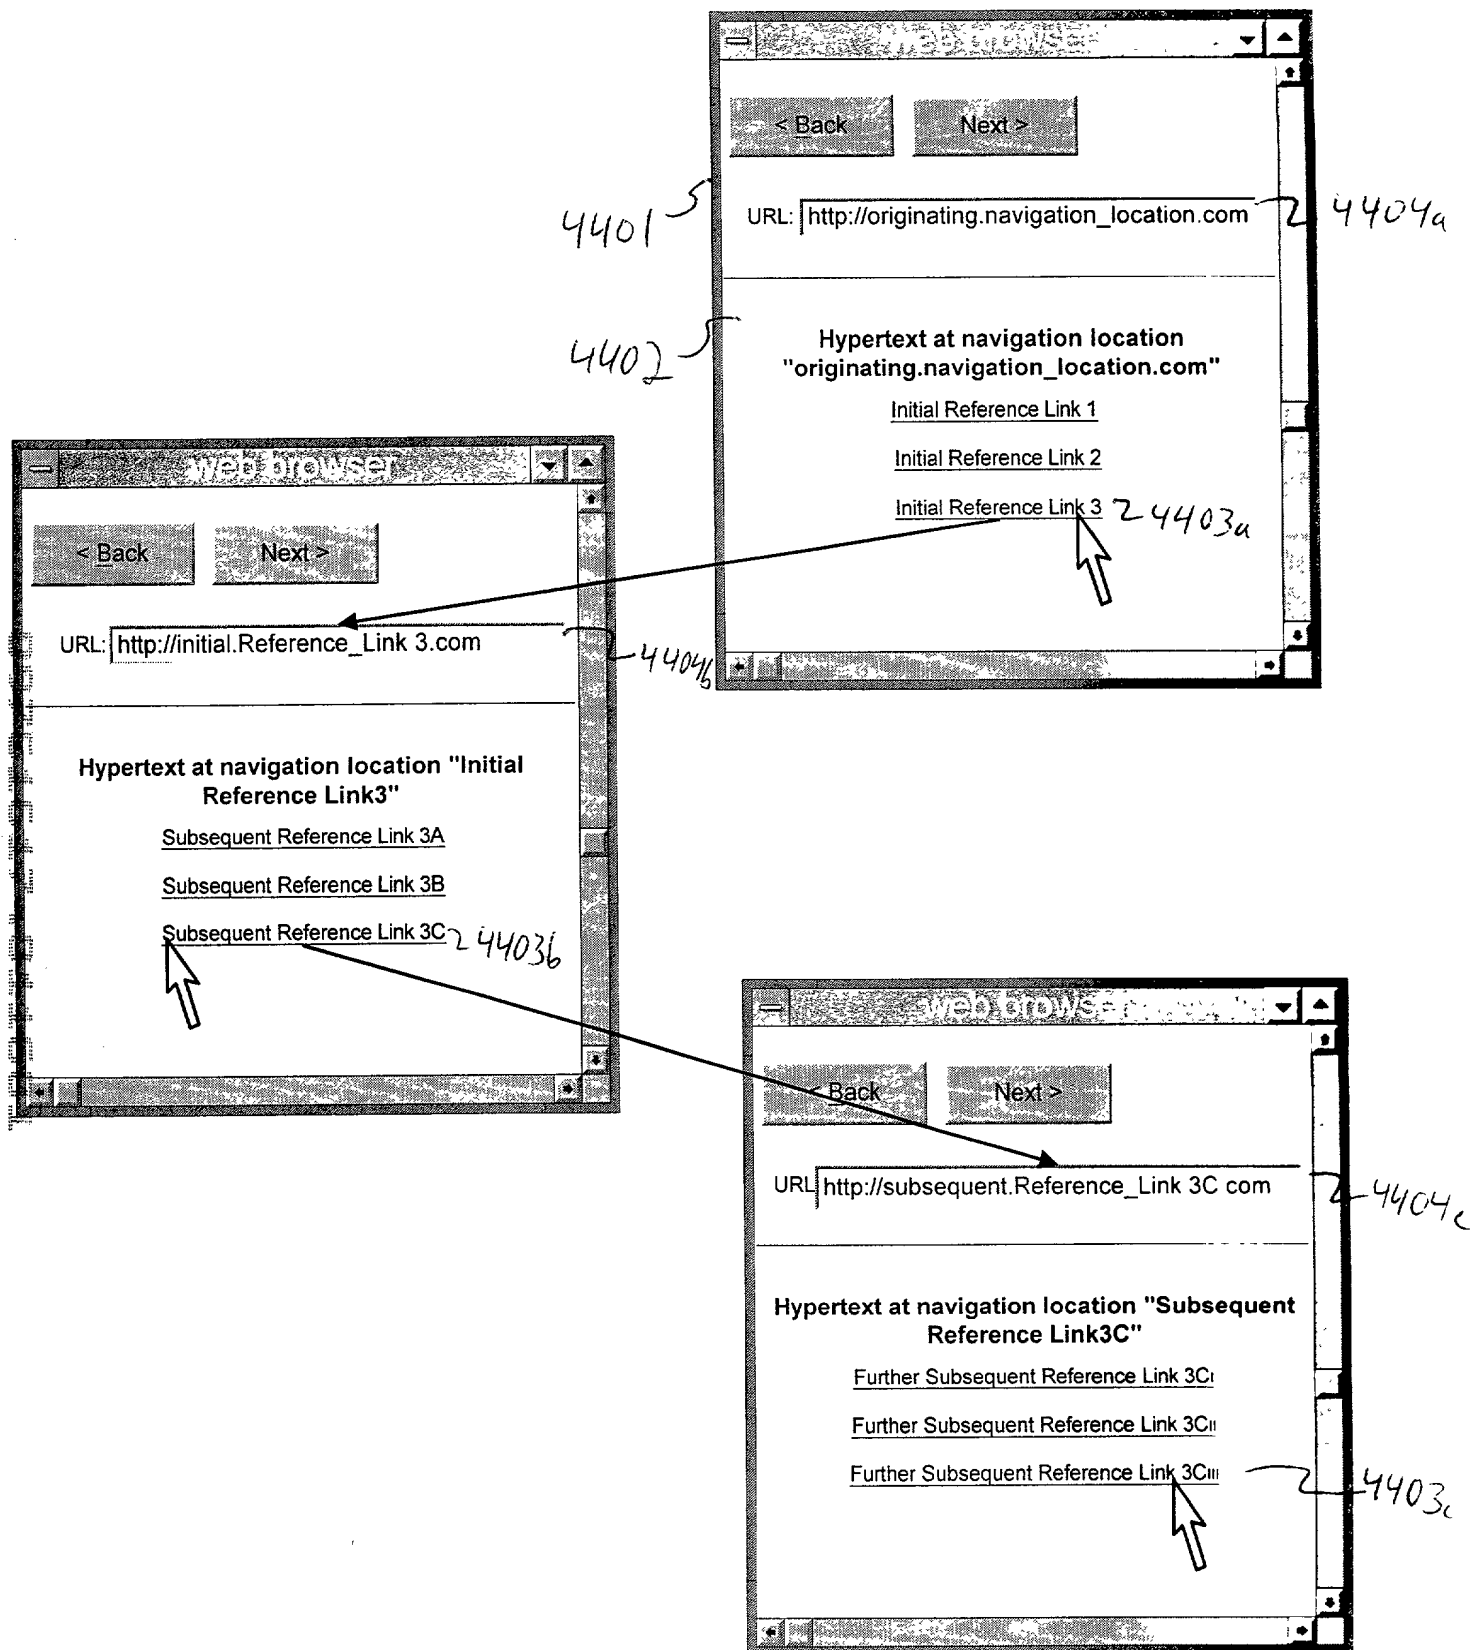 web browser
< Back Next >
4401
URL: http://originating.navigation_location.com
4404a
4402
Hypertext at navigation location
"originating.navigation_location.com"
Initial Reference Link 1
Initial Reference Link 2
Initial Reference Link 3
4403a
web browser
< Back Next >
URL: http://initial.Reference_Link 3.com
4404b
Hypertext at navigation location "Initial
Reference Link3"
Subsequent Reference Link 3A
Subsequent Reference Link 3B
Subsequent Reference Link 3C
4403b
web browser
< Back Next >
URL http://subsequent.Reference_Link 3C com
4404c
Hypertext at navigation location "Subsequent
Reference Link3C"
Further Subsequent Reference Link 3CI
Further Subsequent Reference Link 3CII
Further Subsequent Reference Link 3CIII
4403c